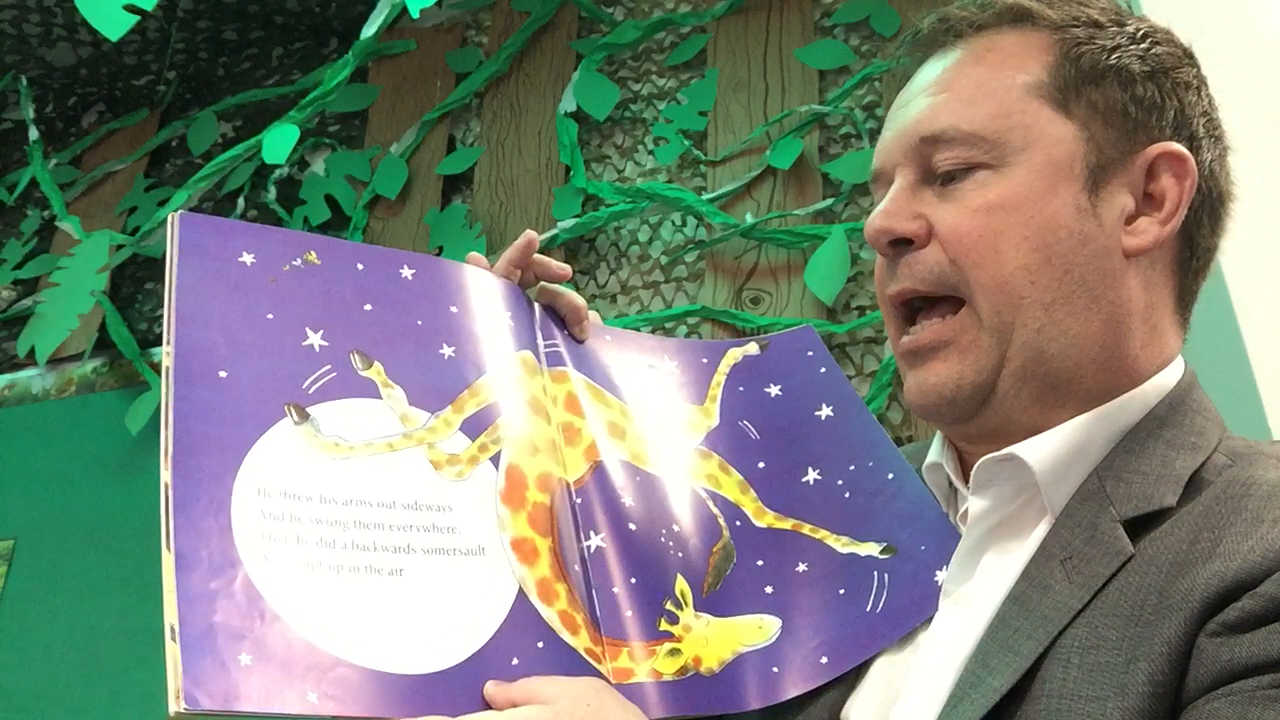 He threw his arms out sideways
And he swung them everywhere.
Then he did a backwards somersault
up in the air